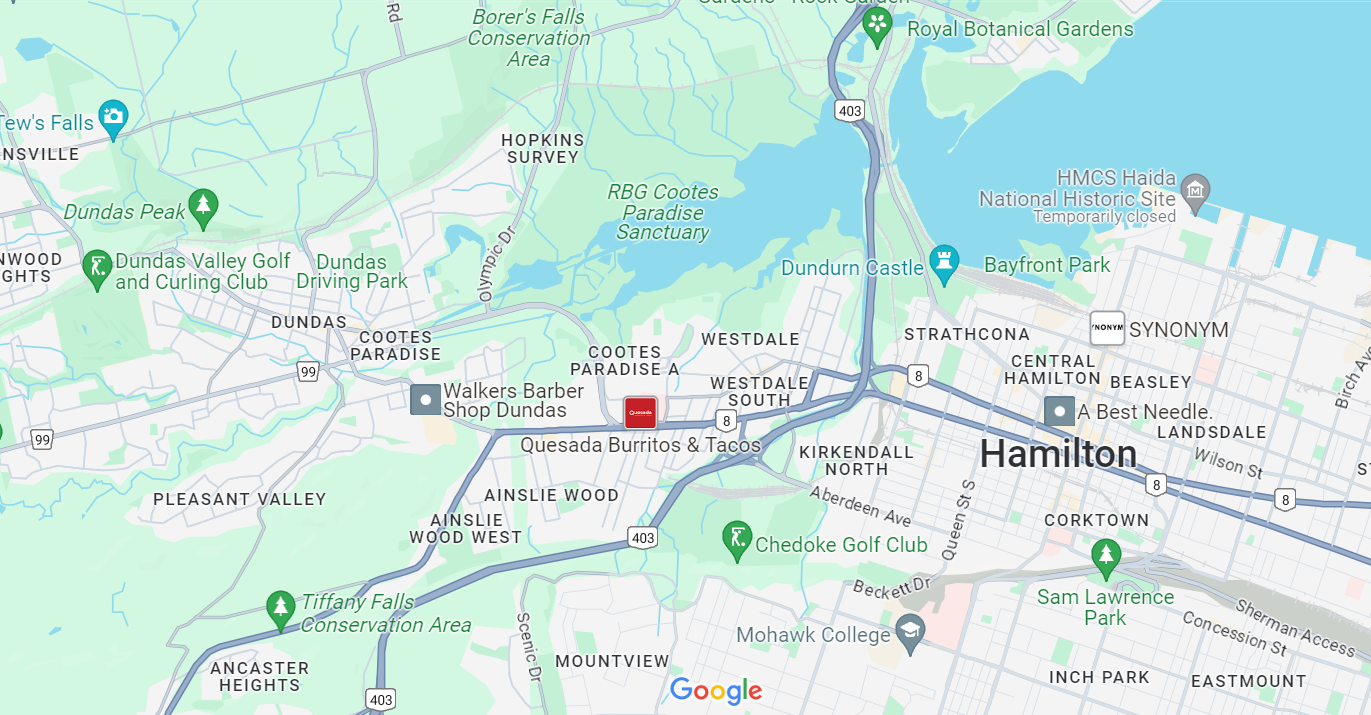 Gardens - Rock Garden
Borer's Falls
Conservation
Area
Rd
Royal Botanical Gardens
403
Tew's Falls
NSVILLE
HOPKINS
SURVEY
RBG Cootes
Paradise
Sanctuary
HMCS Haida
National Historic Site
Temporarily closed
Dundas Peak
Olympic Dr
NWOOD
GHTS
Dundas Valley Golf
and Curling Club
Dundas
Driving Park
Dundurn Castle
Bayfront Park
DUNDAS
COOTES
PARADISE
COOTES
PARADISE A
WESTDALE
STRATHCONA
YNONYM
SYNONYM
99
8
CENTRAL
HAMILTON
BEASLEY
Birch Ave
WESTDALE
SOUTH
Walkers Barber
Shop Dundas
Quesada
8
A Best Needle.
99
Quesada Burritos & Tacos
Hamilton
LANDSDALE
KIRKENDALL
NORTH
Wilson St
ST
PLEASANT VALLEY
AINSLIE WOOD
Aberdeen Ave
Queen St S
8
8
AINSLIE
WOOD WEST
403
CORKTOWN
Chedoke Golf Club
Beckett Dr
Sam Lawrence
Park
Tiffany Falls
Conservation Area
Scenic Dr
Mohawk College
Sherman Access
Concession St
ANCASTER
HEIGHTS
MOUNTVIEW
INCH PARK
EASTMOUNT
403
Google